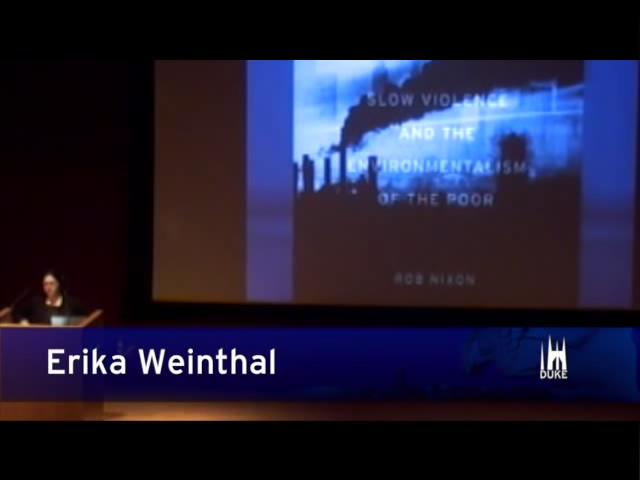 SLOW VIOLENCE
AND THE
ENVIRONMENTALISM
OF THE POOR
ROB NIXON
Erika Weinthal
DUKE